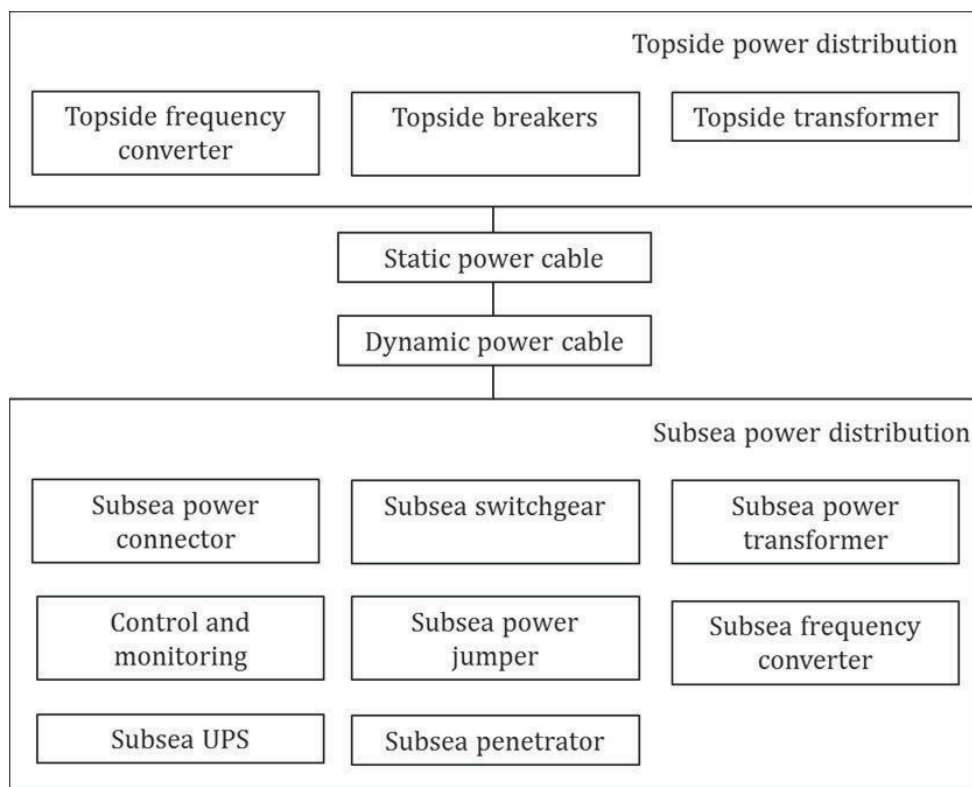 Topside power distribution
Topside frequency
converter
Topside breakers
Topside transformer
Static power cable
Dynamic power cable
Subsea power distribution
Subsea power
connector
Subsea switchgear
Subsea power
transformer
Control and
monitoring
Subsea power
jumper
Subsea frequency
converter
Subsea UPS
Subsea penetrator